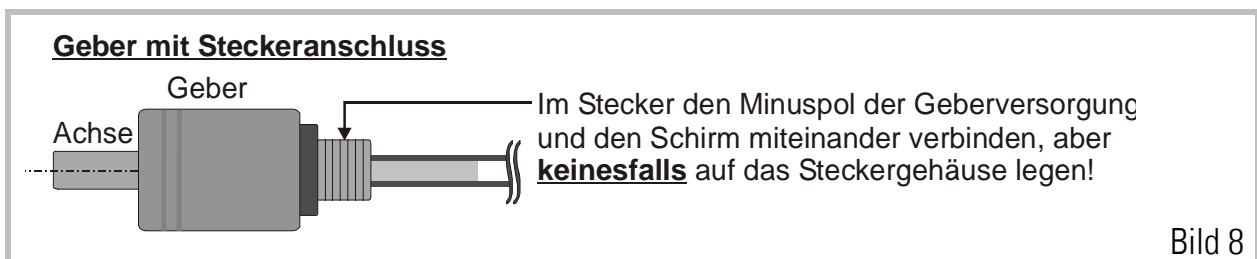 Geber mit Steckeranschluss
Geber
Achse
Im Stecker den Minuspol der Geberversorgung
und den Schirm miteinander verbinden, aber
keinesfalls auf das Steckergehäuse legen!
Bild 8